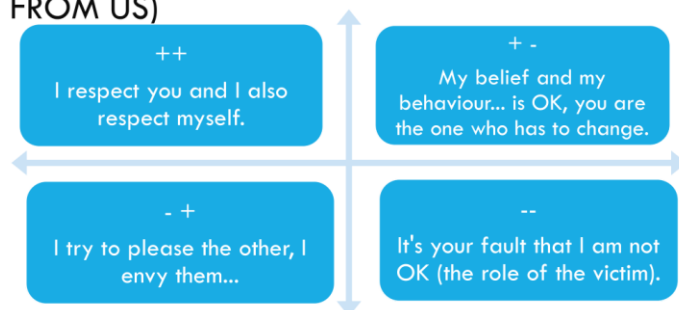 FROM US)
++
I respect you and I also
respect myself.
+ -
My belief and my
behaviour... is OK, you are
the one who has to change.
- +
I try to please the other, I
envy them...
--
It's your fault that I am not
OK (the role of the victim).